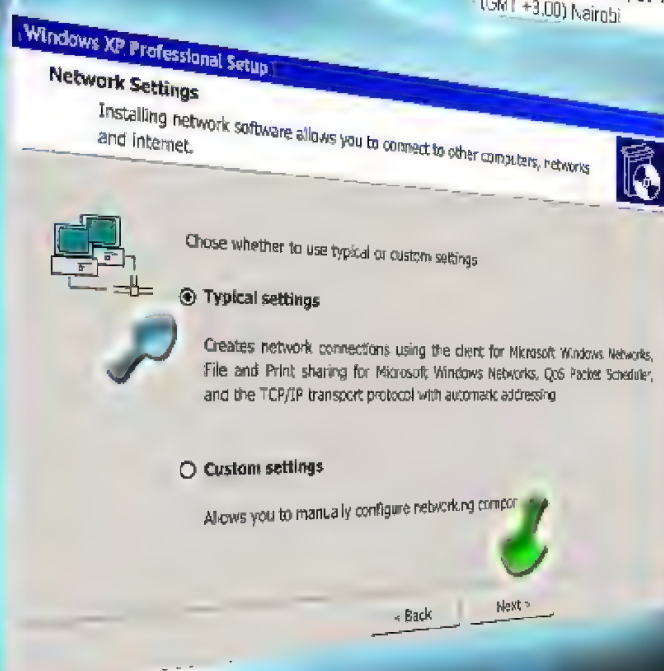 (GMT +3.00) Nairobi
Windows XP Professional Setup
Network Settings
Installing network software allows you to connect to other computers, networks
and internet.
Chose whether to use typical or custom settings
Typical settings
Creates network connections using the client for Microsoft Windows Networks,
File and Print sharing for Microsoft Windows Networks, QoS Packet Scheduler,
and the TCP/IP transport protocol with automatic addressing
Custom settings
Allows you to manually configure networking
< Back
Next >